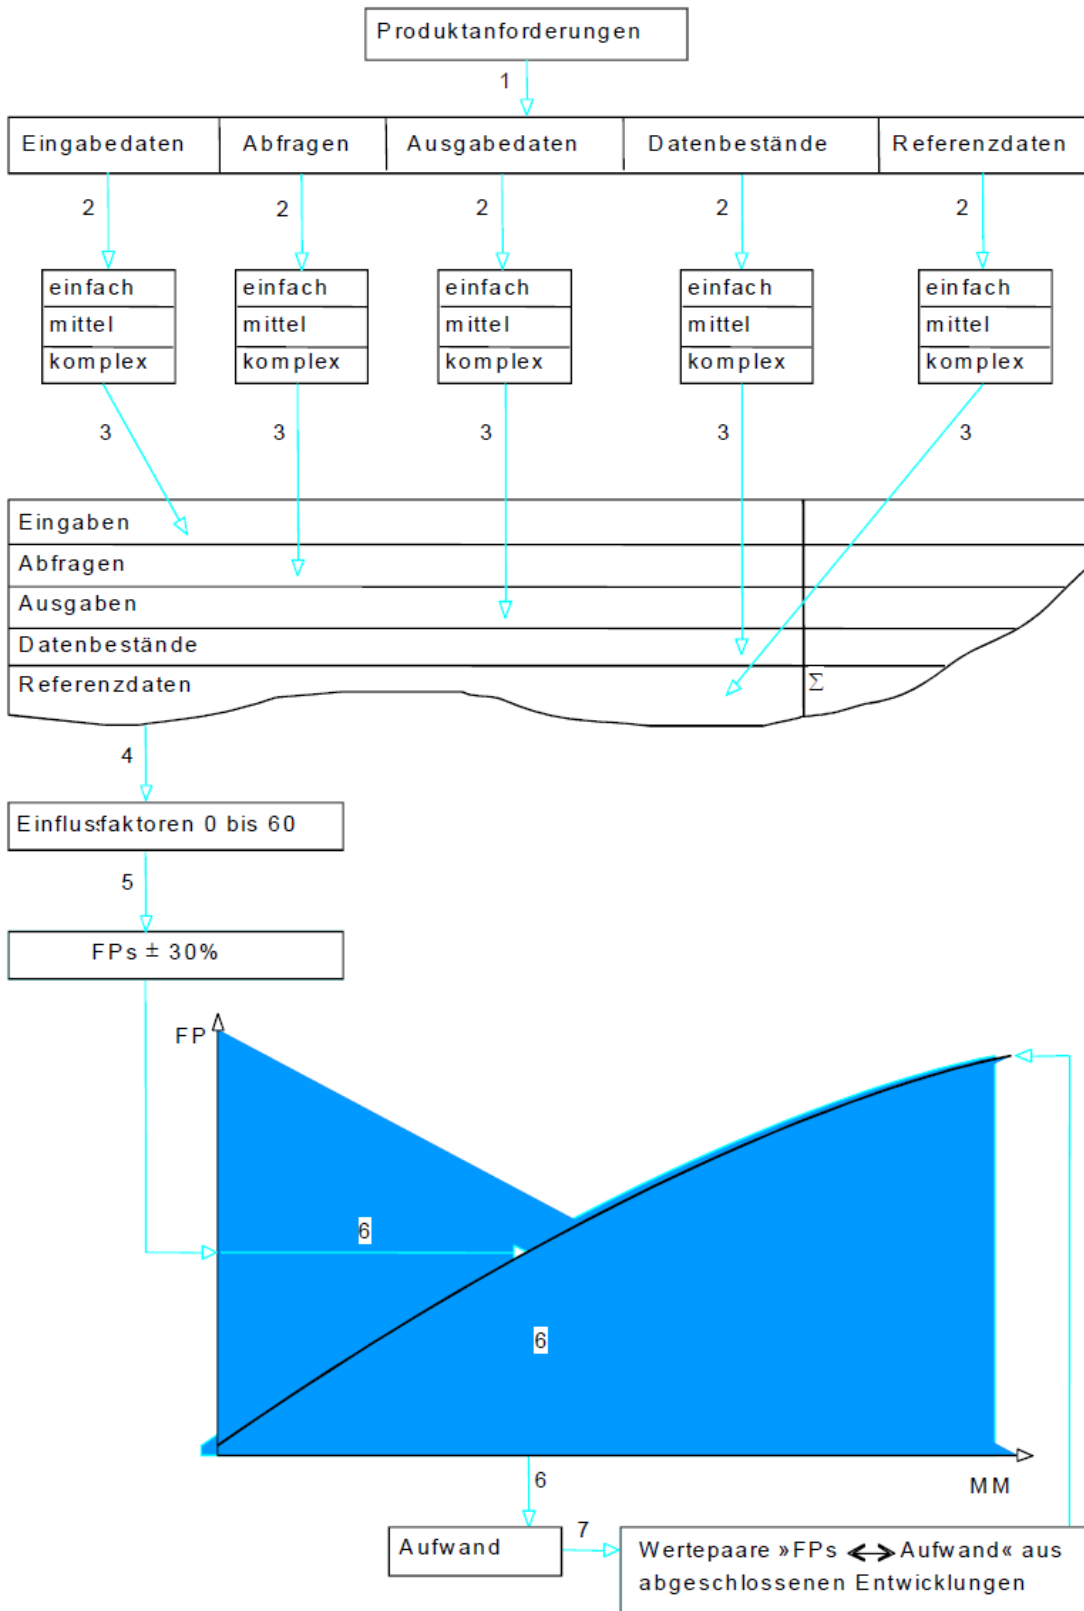 Produktanforderungen
1
Eingabedaten Abfragen Ausgabedaten Datenbestände Referenzdaten
2 2 2 2 2
einfach einfach einfach einfach einfach
mittel mittel mittel mittel mittel
komplex komplex komplex komplex komplex
3 3 3 3 3
Eingaben
Abfragen
Ausgaben
Datenbestände
Referenzdaten Σ
4
Einflusfaktoren 0 bis 60
5
FPs ± 30%
FP
6
6
6
MM
Aufwand
7
Wertepaare »FPs ↔ Aufwand« aus
abgeschlossenen Entwicklungen